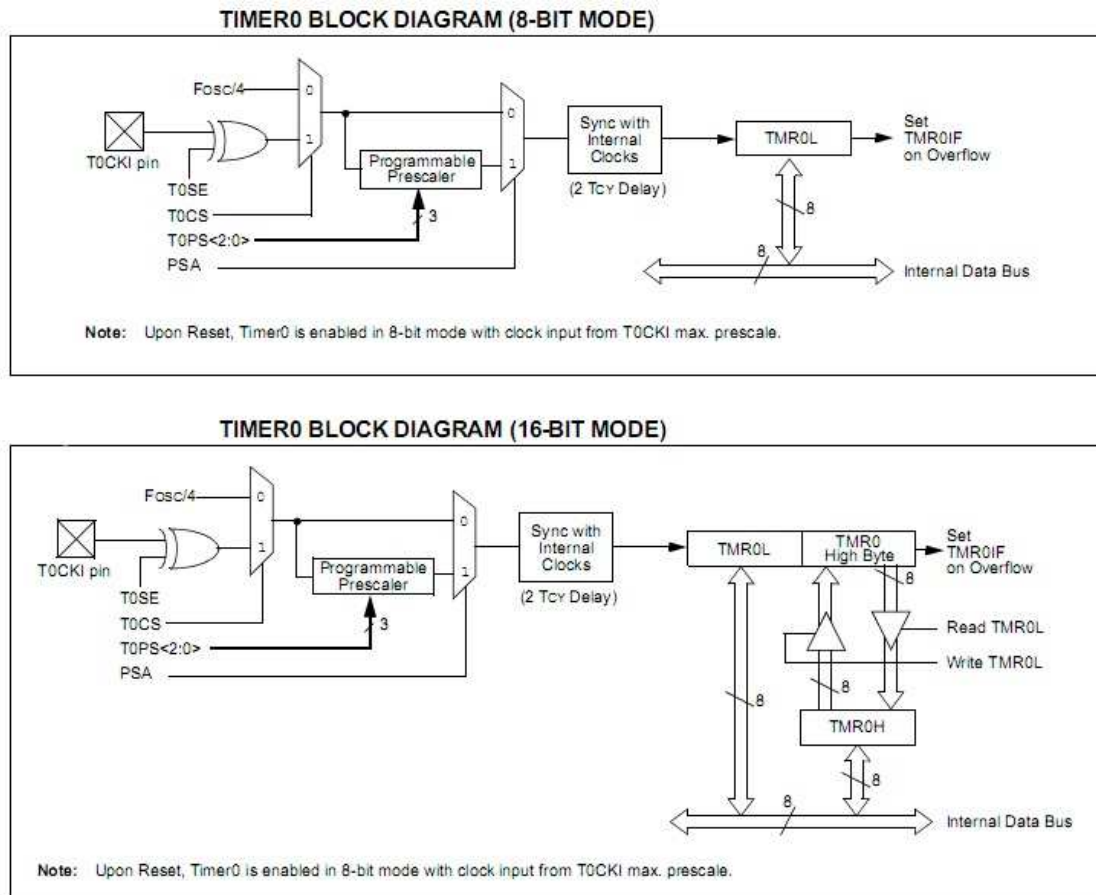 TIMER0 BLOCK DIAGRAM (8-BIT MODE)
Fosc/4
0
1
T0CKI pin
T0SE
T0CS
T0PS<2:0>
PSA
Programmable
Prescaler
3
0
1
Sync with
Internal
Clocks
(2 TCY Delay)
TMR0L
Set
TMR0IF
on Overflow
8
8
Internal Data Bus
Note: Upon Reset, Timer0 is enabled in 8-bit mode with clock input from T0CKI max. prescale.
TIMER0 BLOCK DIAGRAM (16-BIT MODE)
Fosc/4
0
1
T0CKI pin
T0SE
T0CS
T0PS<2:0>
PSA
Programmable
Prescaler
3
0
1
Sync with
Internal
Clocks
(2 TCY Delay)
TMR0L
TMR0
High Byte
Set
TMR0IF
on Overflow
8
Read TMR0L
Write TMR0L
8
8
TMR0H
8
8
Internal Data Bus
Note: Upon Reset, Timer0 is enabled in 8-bit mode with clock input from T0CKI max. prescale.